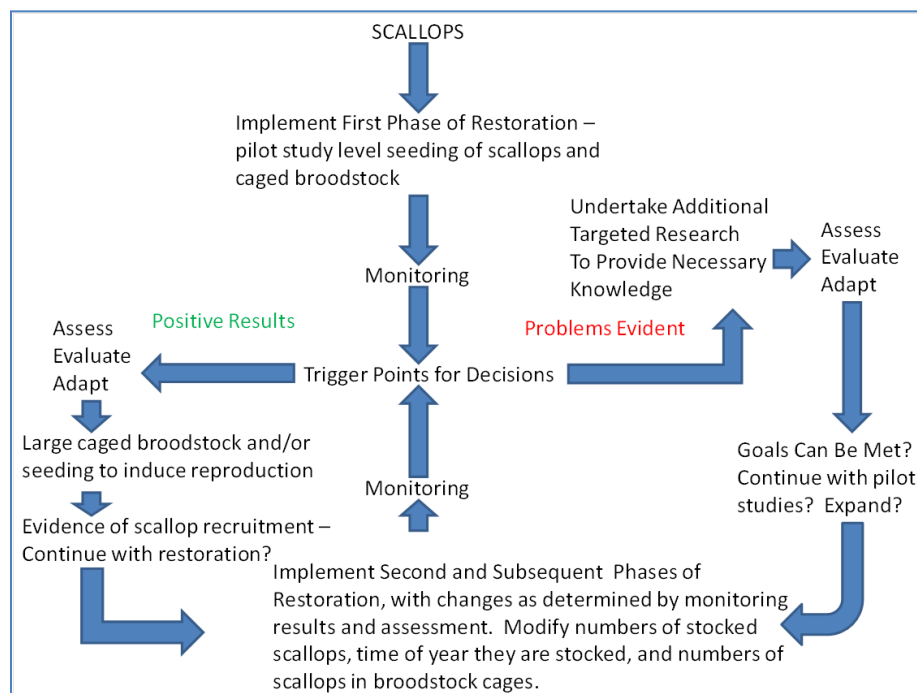 SCALLOPS
Implement First Phase of Restoration –
pilot study level seeding of scallops and
caged broodstock
Monitoring
Undertake Additional
Targeted Research
To Provide Necessary
Knowledge
Assess
Evaluate
Adapt
Positive Results
Problems Evident
Assess
Evaluate
Adapt
Trigger Points for Decisions
Large caged broodstock and/or
seeding to induce reproduction
Monitoring
Goals Can Be Met?
Continue with pilot
studies? Expand?
Evidence of scallop recruitment –
Continue with restoration?
Implement Second and Subsequent Phases of
Restoration, with changes as determined by monitoring
results and assessment. Modify numbers of stocked
scallops, time of year they are stocked, and numbers of
scallops in broodstock cages.